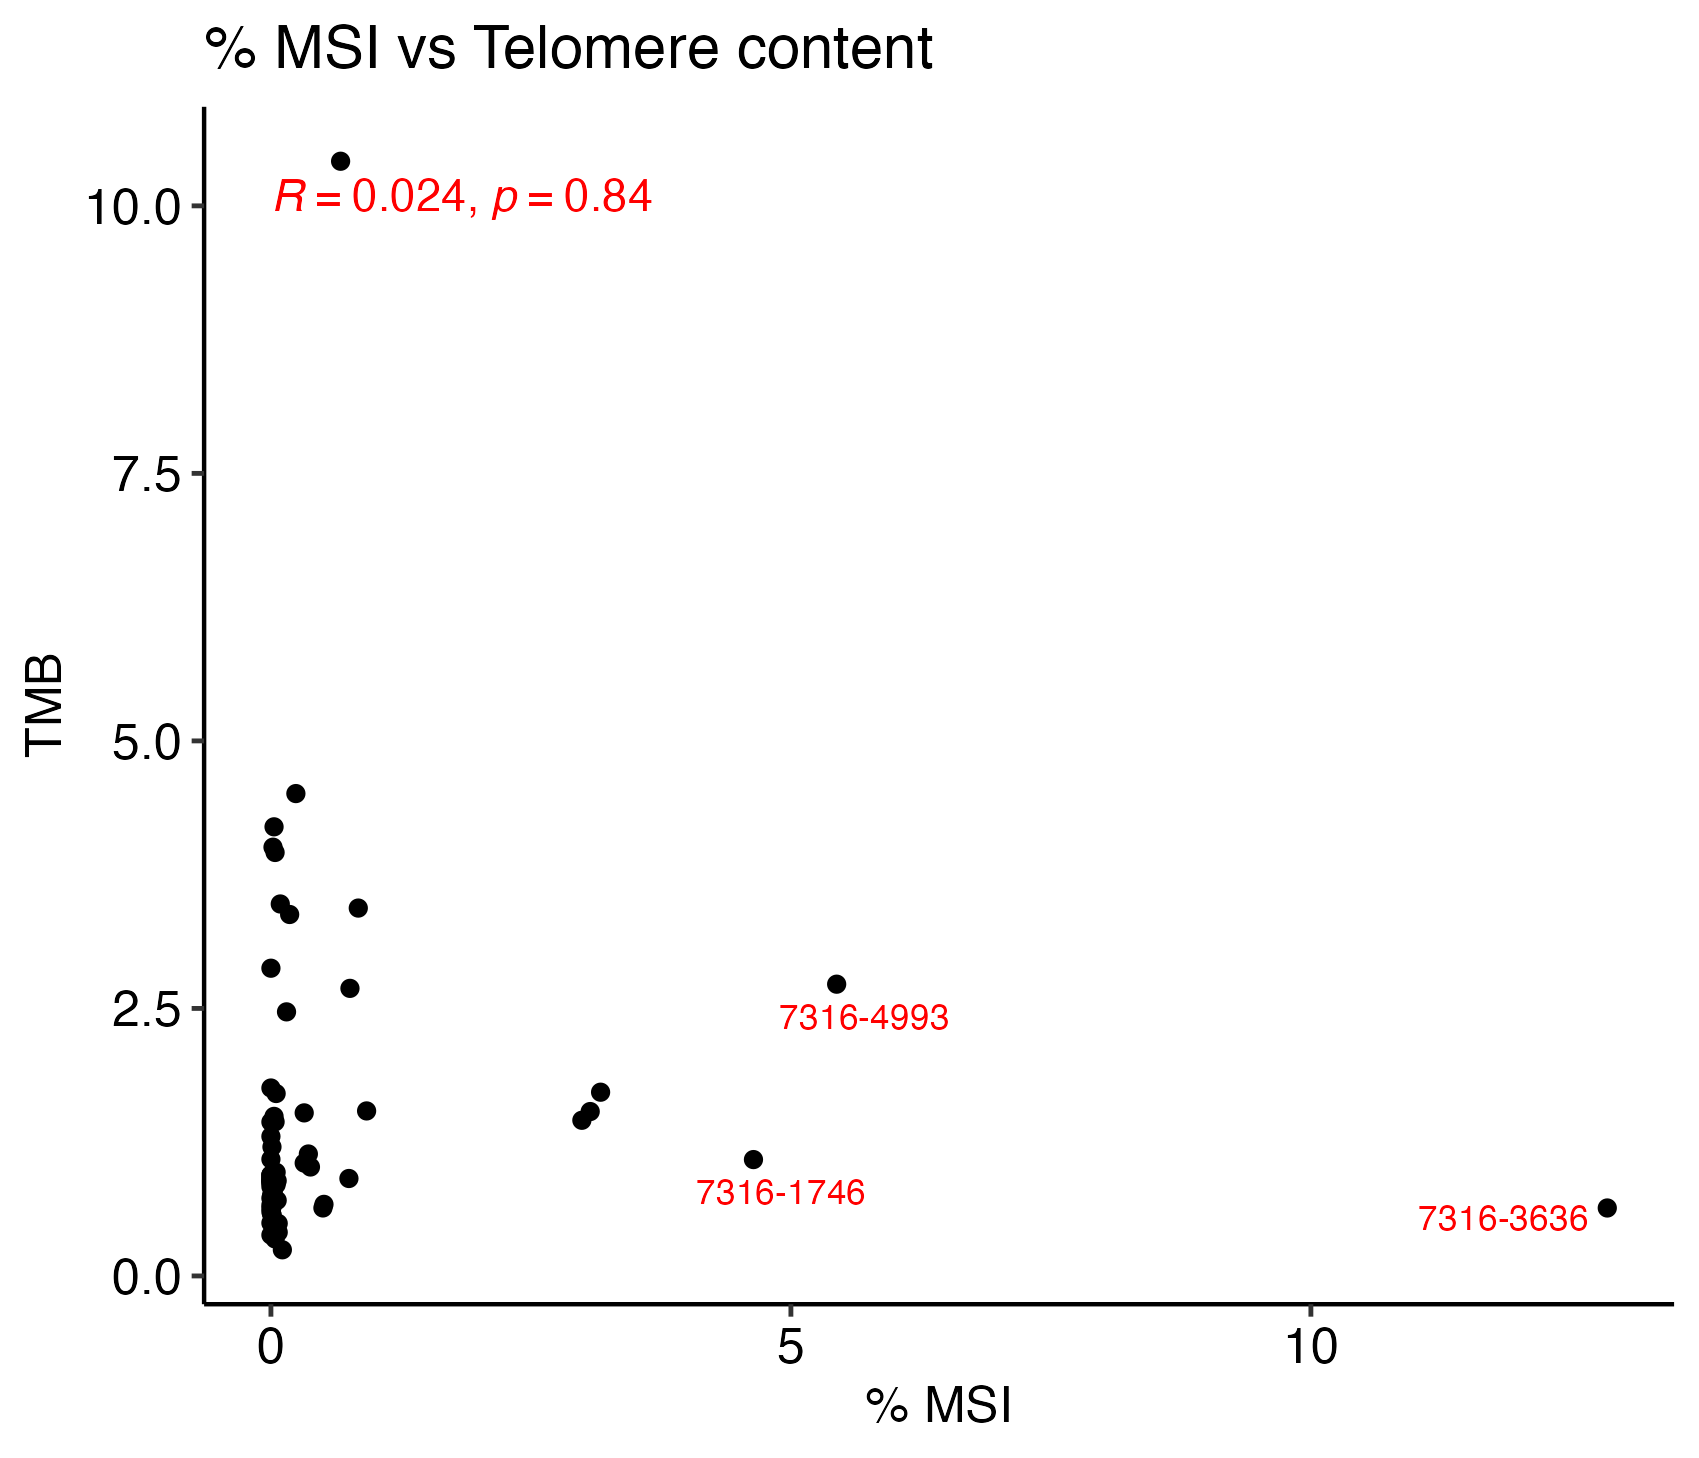 % MSI vs Telomere content
R = 0.024, p = 0.84
10.0
7.5
5.0
2.5
0.0
TMB
7316-4993
7316-1746
7316-3636
0 5 10
% MSI